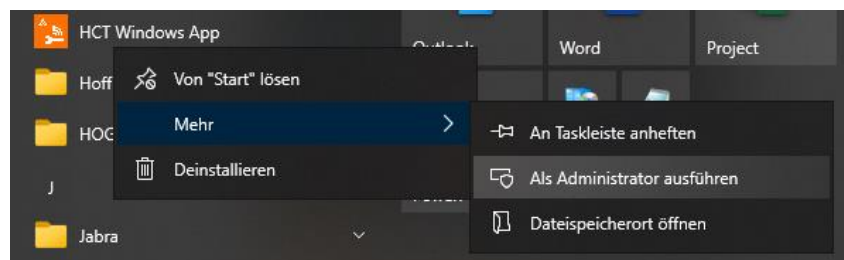 HCT Windows App
Outlook
Word
Project
Hoff
Von "Start" lösen
HOG
Mehr
An Taskleiste anheften
Deinstallieren
Als Administrator ausführen
J
Dateispeicherort öffnen
Jabra